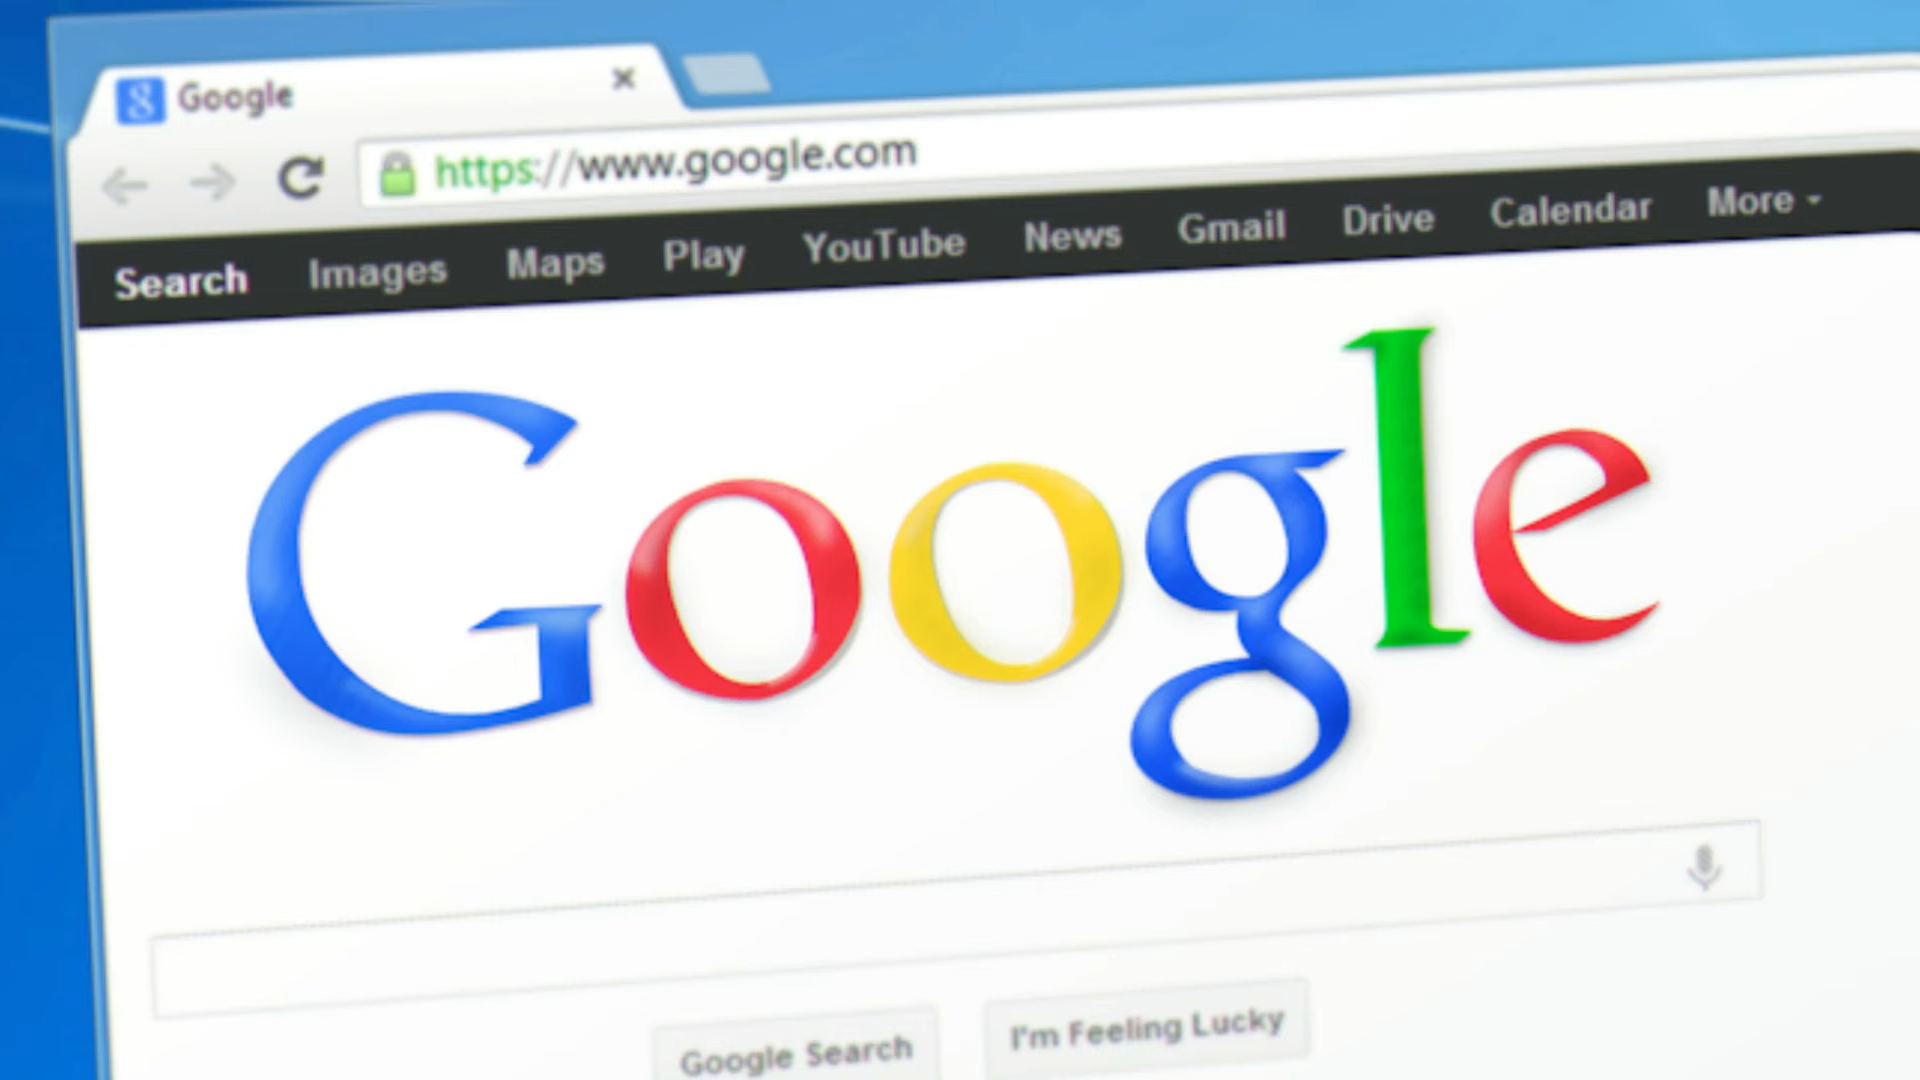 Google
https://www.google.com
Search Images Maps Play YouTube News Gmail Drive Calendar More
Google
Google Search I'm Feeling Lucky